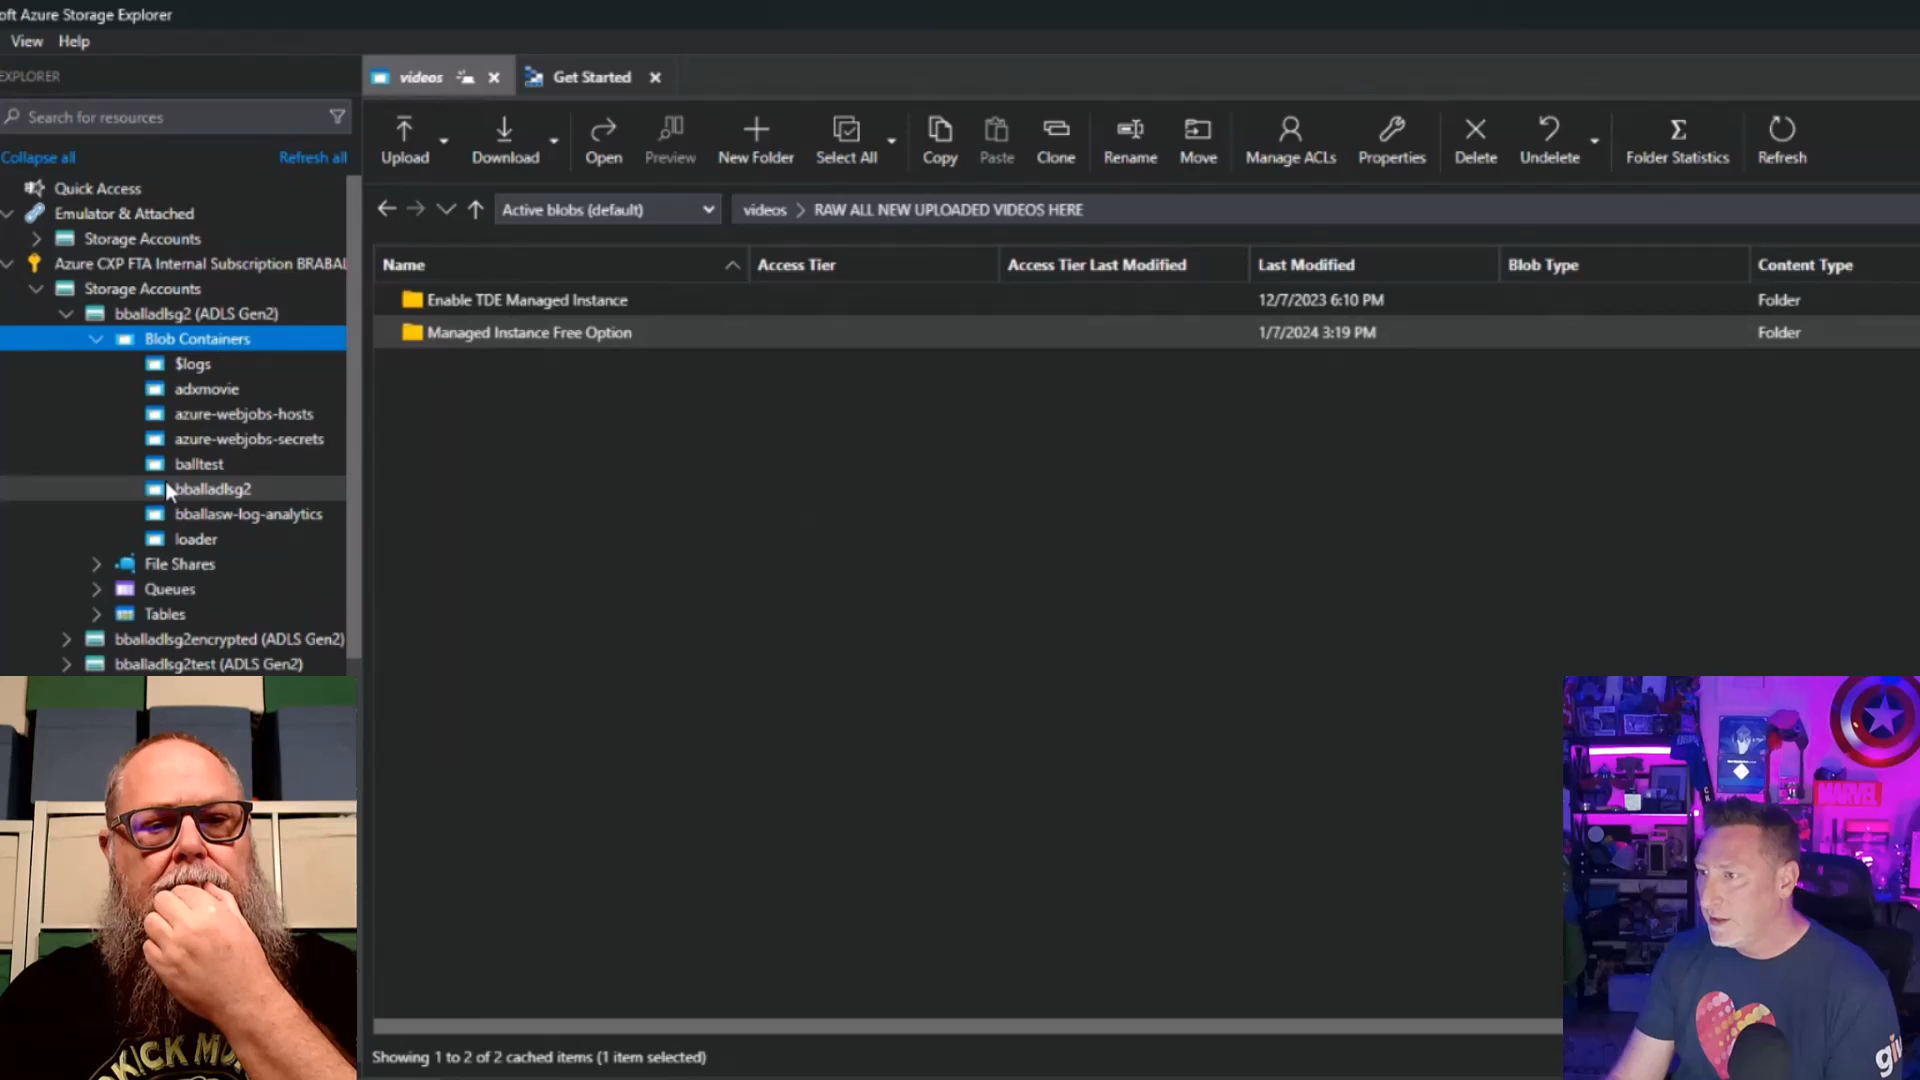 oft Azure Storage Explorer
View Help
EXPLORER
videos
Get Started
Search for resources
Collapse all
Refresh all
Upload
Download
Open
Preview
New Folder
Select All
Copy
Paste
Clone
Rename
Move
Manage ACLs
Properties
Delete
Undelete
Folder Statistics
Refresh
Active blobs (default)
videos
RAW ALL NEW UPLOADED VIDEOS HERE
Quick Access
Emulator & Attached
Storage Accounts
Azure CXP FTA Internal Subscription BRABAL
Storage Accounts
bballadlsg2 (ADLS Gen2)
Blob Containers
$logs
adxmovie
azure-webjobs-hosts
azure-webjobs-secrets
balltest
bballadlsg2
bballasw-log-analytics
loader
File Shares
Queues
Tables
bballadlsg2encrypted (ADLS Gen2)
bballadlsg2test (ADLS Gen2)
Name Access Tier Access Tier Last Modified Last Modified Blob Type Content Type
Enable TDE Managed Instance 12/7/2023 6:10 PM Folder
Managed Instance Free Option 1/7/2024 3:19 PM Folder
Showing 1 to 2 of 2 cached items (1 item selected)
MARVEL